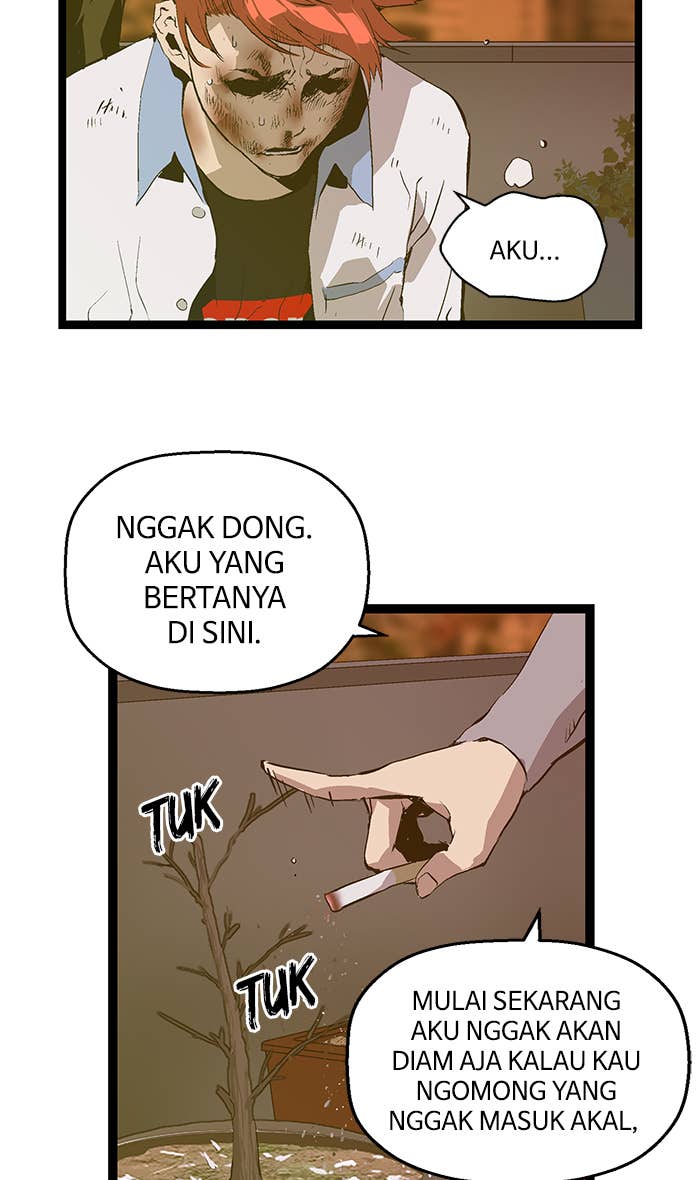 AKU...
NGGAK DONG.
AKU YANG
BERTANYA
DI SINI.
TUK
TUK
MULAI SEKARANG
AKU NGGAK AKAN
DIAM AJA KALAU KAU
NGOMONG YANG
NGGAK MASUK AKAL,